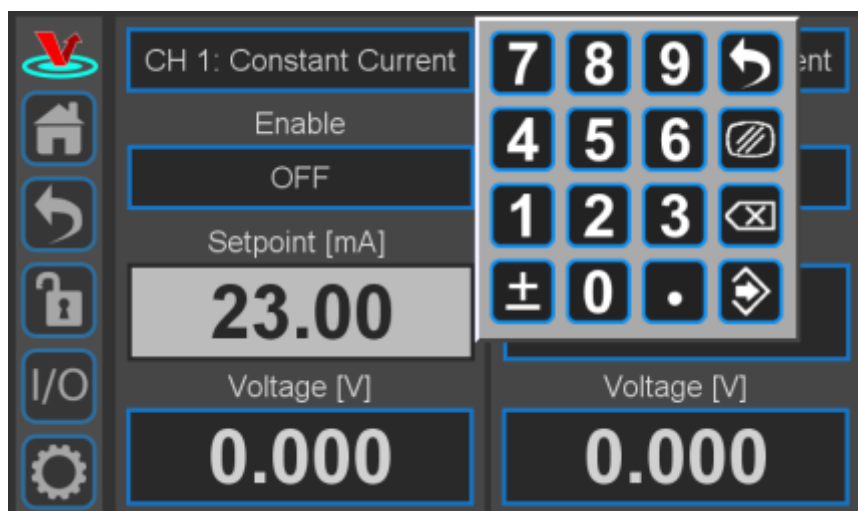 CH 1: Constant Current
ent
Enable
OFF
Setpoint [mA]
23.00
Voltage [V]
0.000
Voltage [V]
0.000
I/O
7 8 9
4 5 6
1 2 3
± 0 .